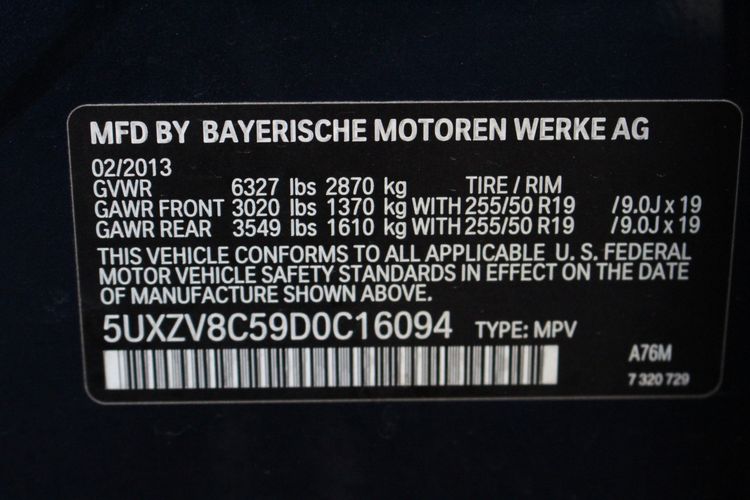 MFD BY BAYERISCHE MOTOREN WERKE AG
02/2013
GVWR 6327 lbs 2870 kg TIRE / RIM
GAWR FRONT 3020 lbs 1370 kg WITH 255/50 R19 /9.0J x 19
GAWR REAR 3549 lbs 1610 kg WITH 255/50 R19 /9.0J x 19
THIS VEHICLE CONFORMS TO ALL APPLICABLE U. S. FEDERAL
MOTOR VEHICLE SAFETY STANDARDS IN EFFECT ON THE DATE
OF MANUFACTURE SHOWN ABOVE.
5UXZV8C59D0C16094 TYPE: MPV
A76M
7 320 729